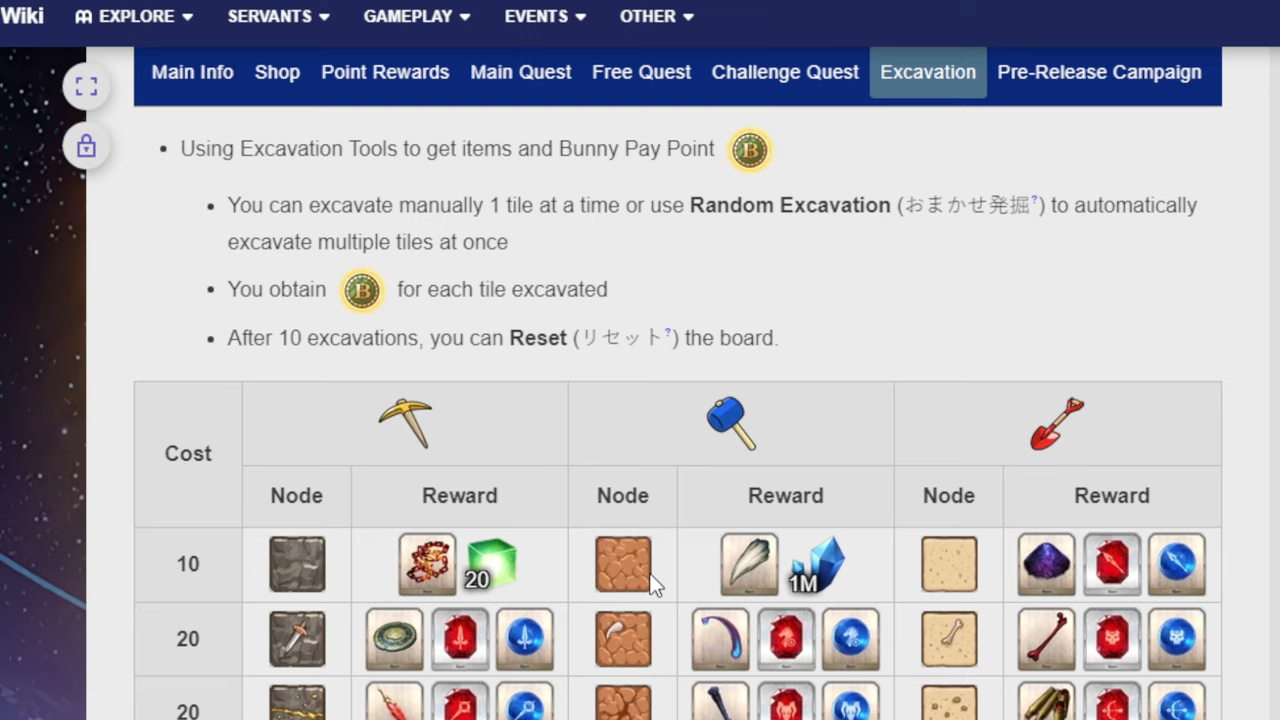 Wiki EXPLORE SERVANTS GAMEPLAY EVENTS OTHER
Main Info Shop Point Rewards Main Quest Free Quest Challenge Quest Excavation Pre-Release Campaign
Using Excavation Tools to get items and Bunny Pay Point
You can excavate manually 1 tile at a time or use Random Excavation (おまかせ発掘?) to automatically
excavate multiple tiles at once
You obtain for each tile excavated
After 10 excavations, you can Reset (リセット?) the board.
Cost
Node Reward Node Reward Node Reward
10 20 1M
20
20